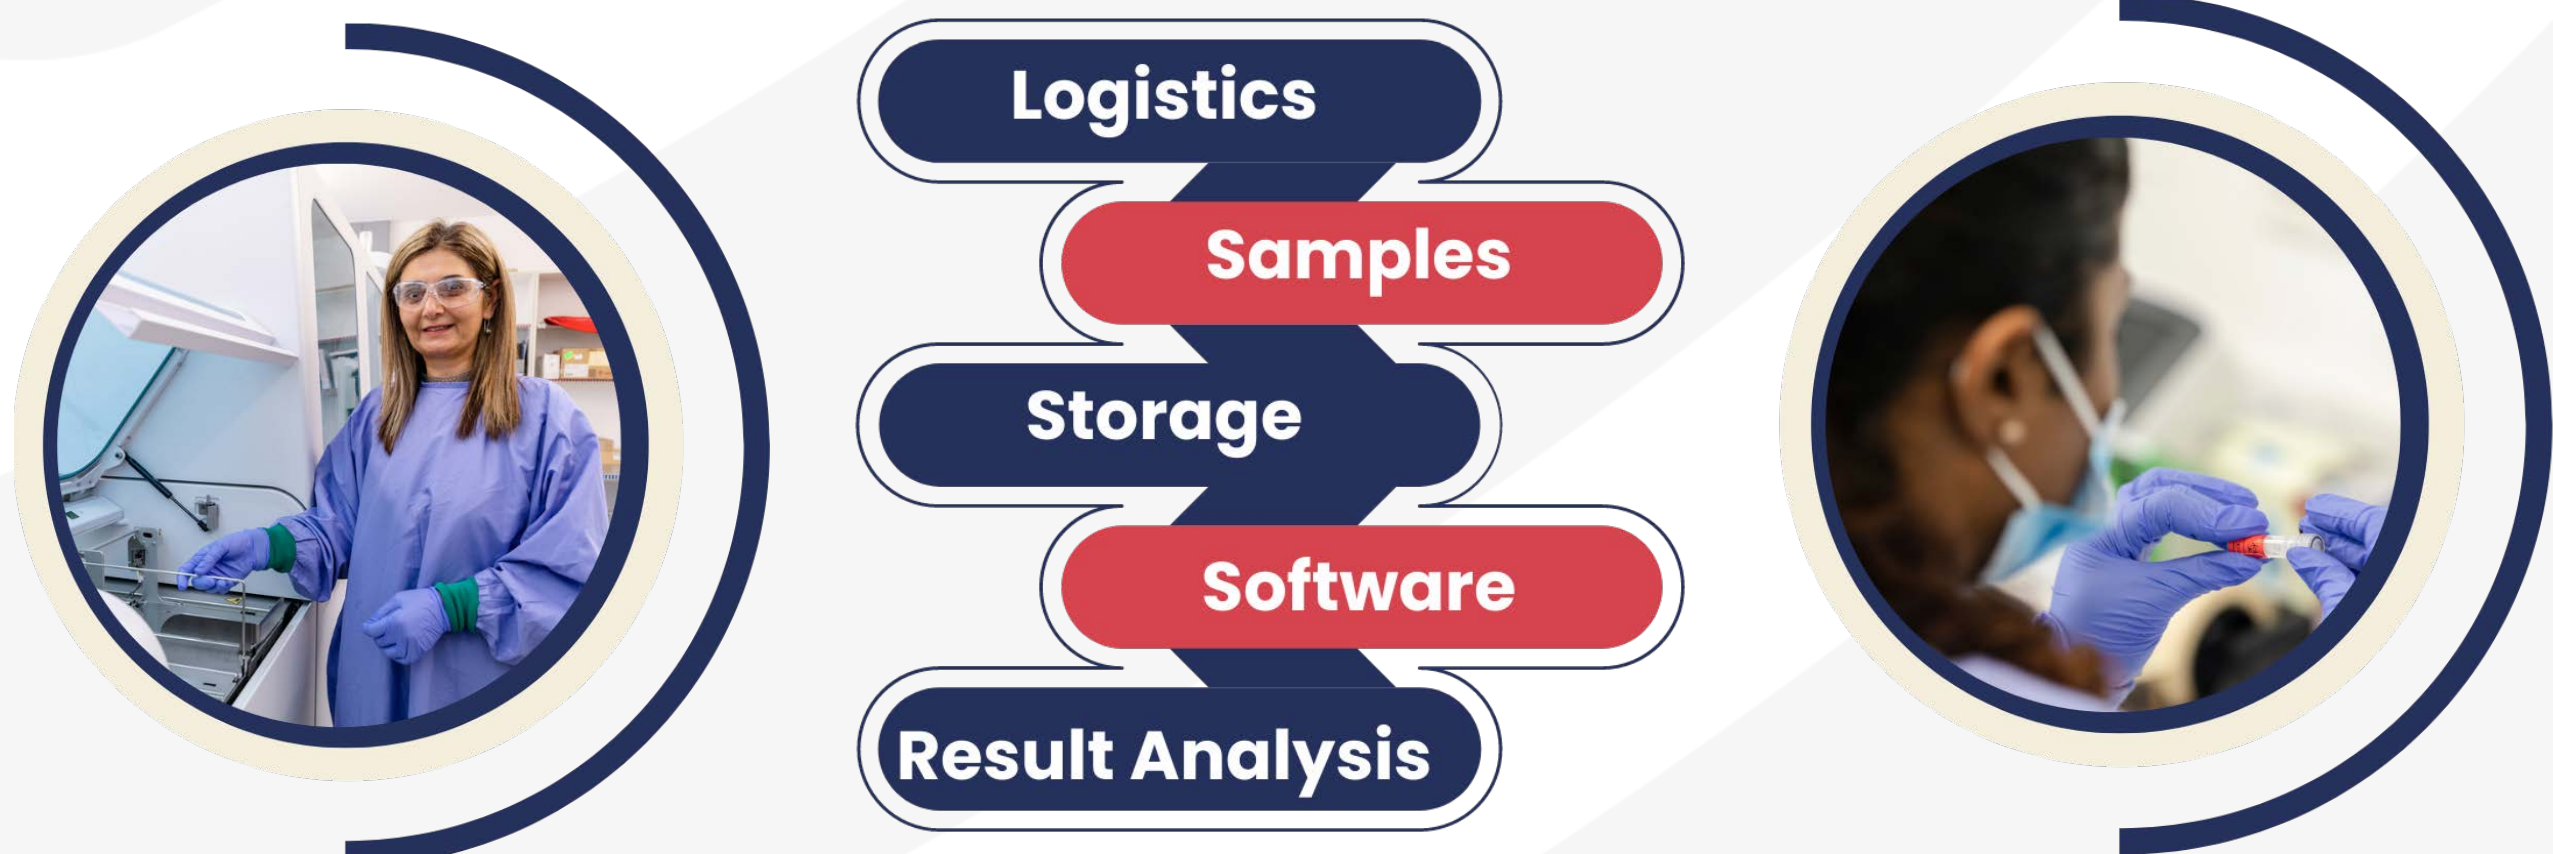 Logistics
Samples
Storage
Software
Result Analysis